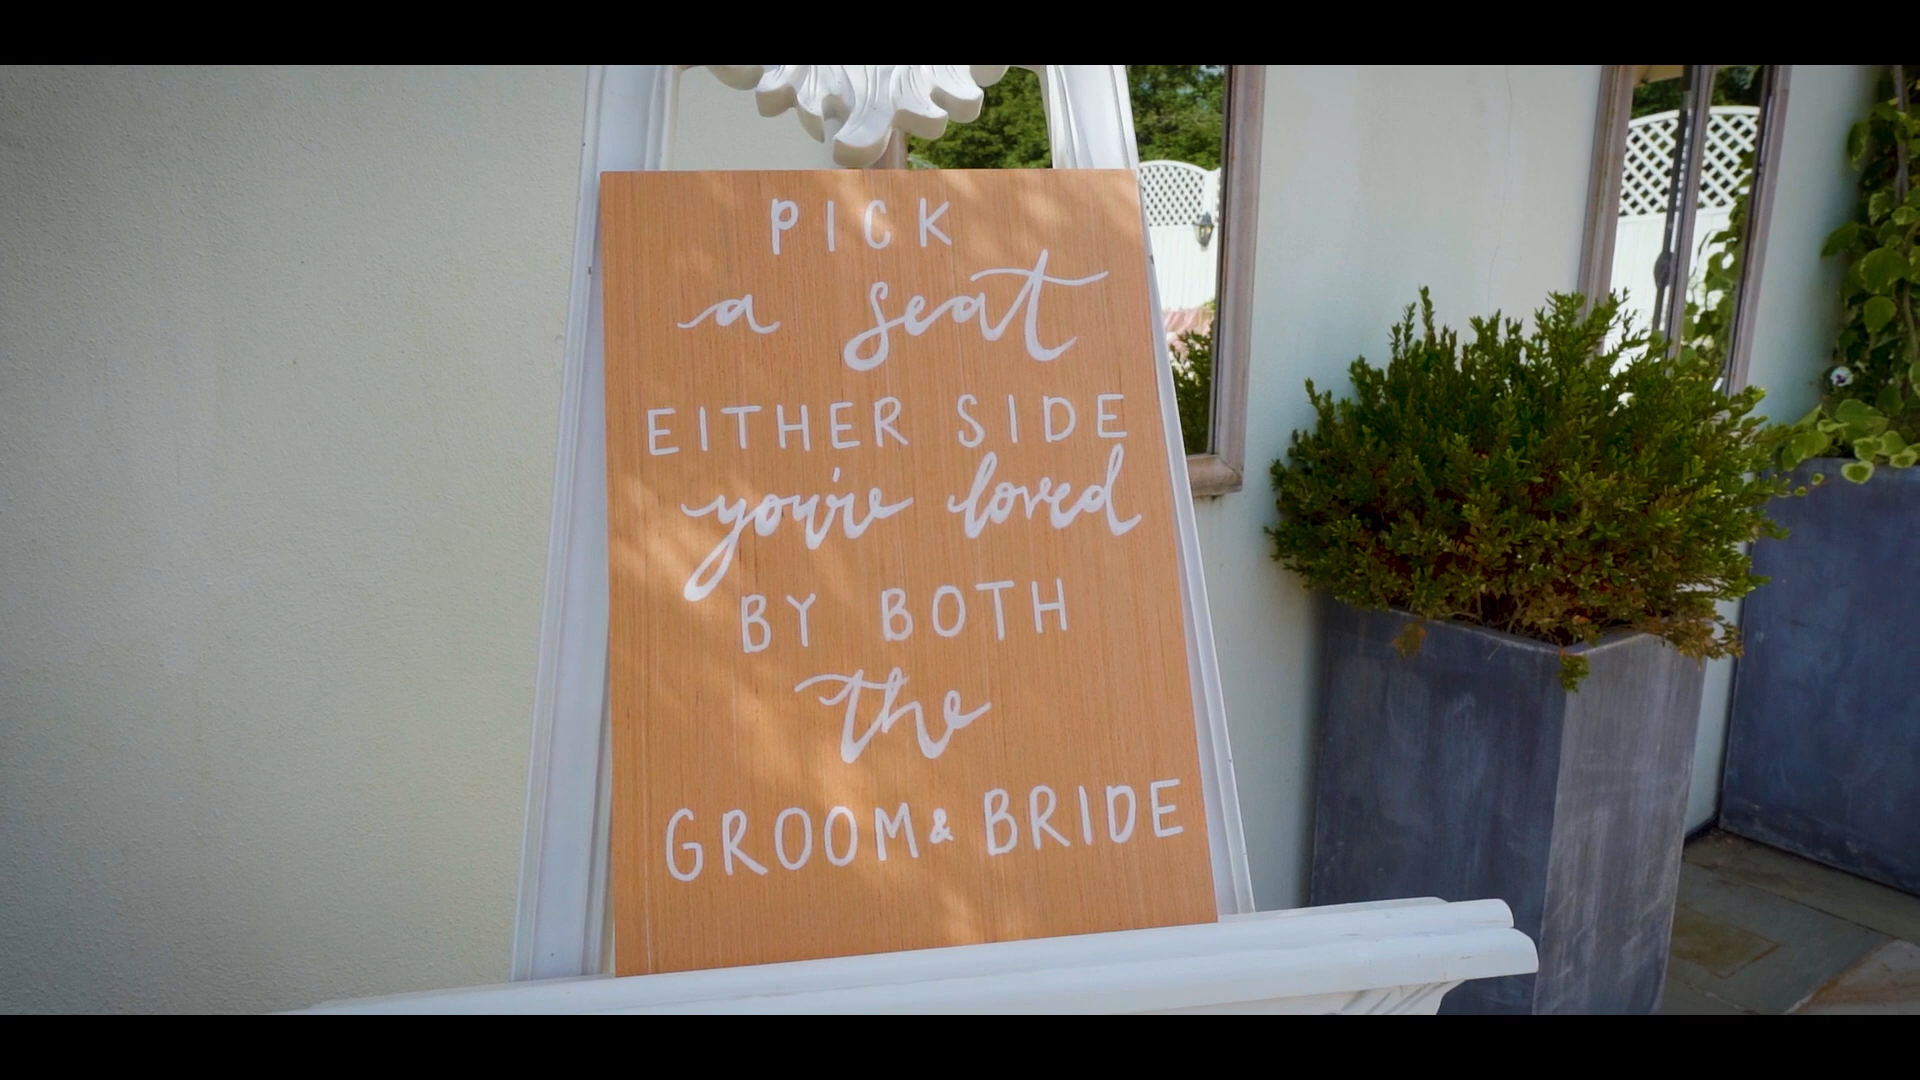 PICK
a seat
EITHER SIDE
you're loved
BY BOTH
the
GROOM & BRIDE